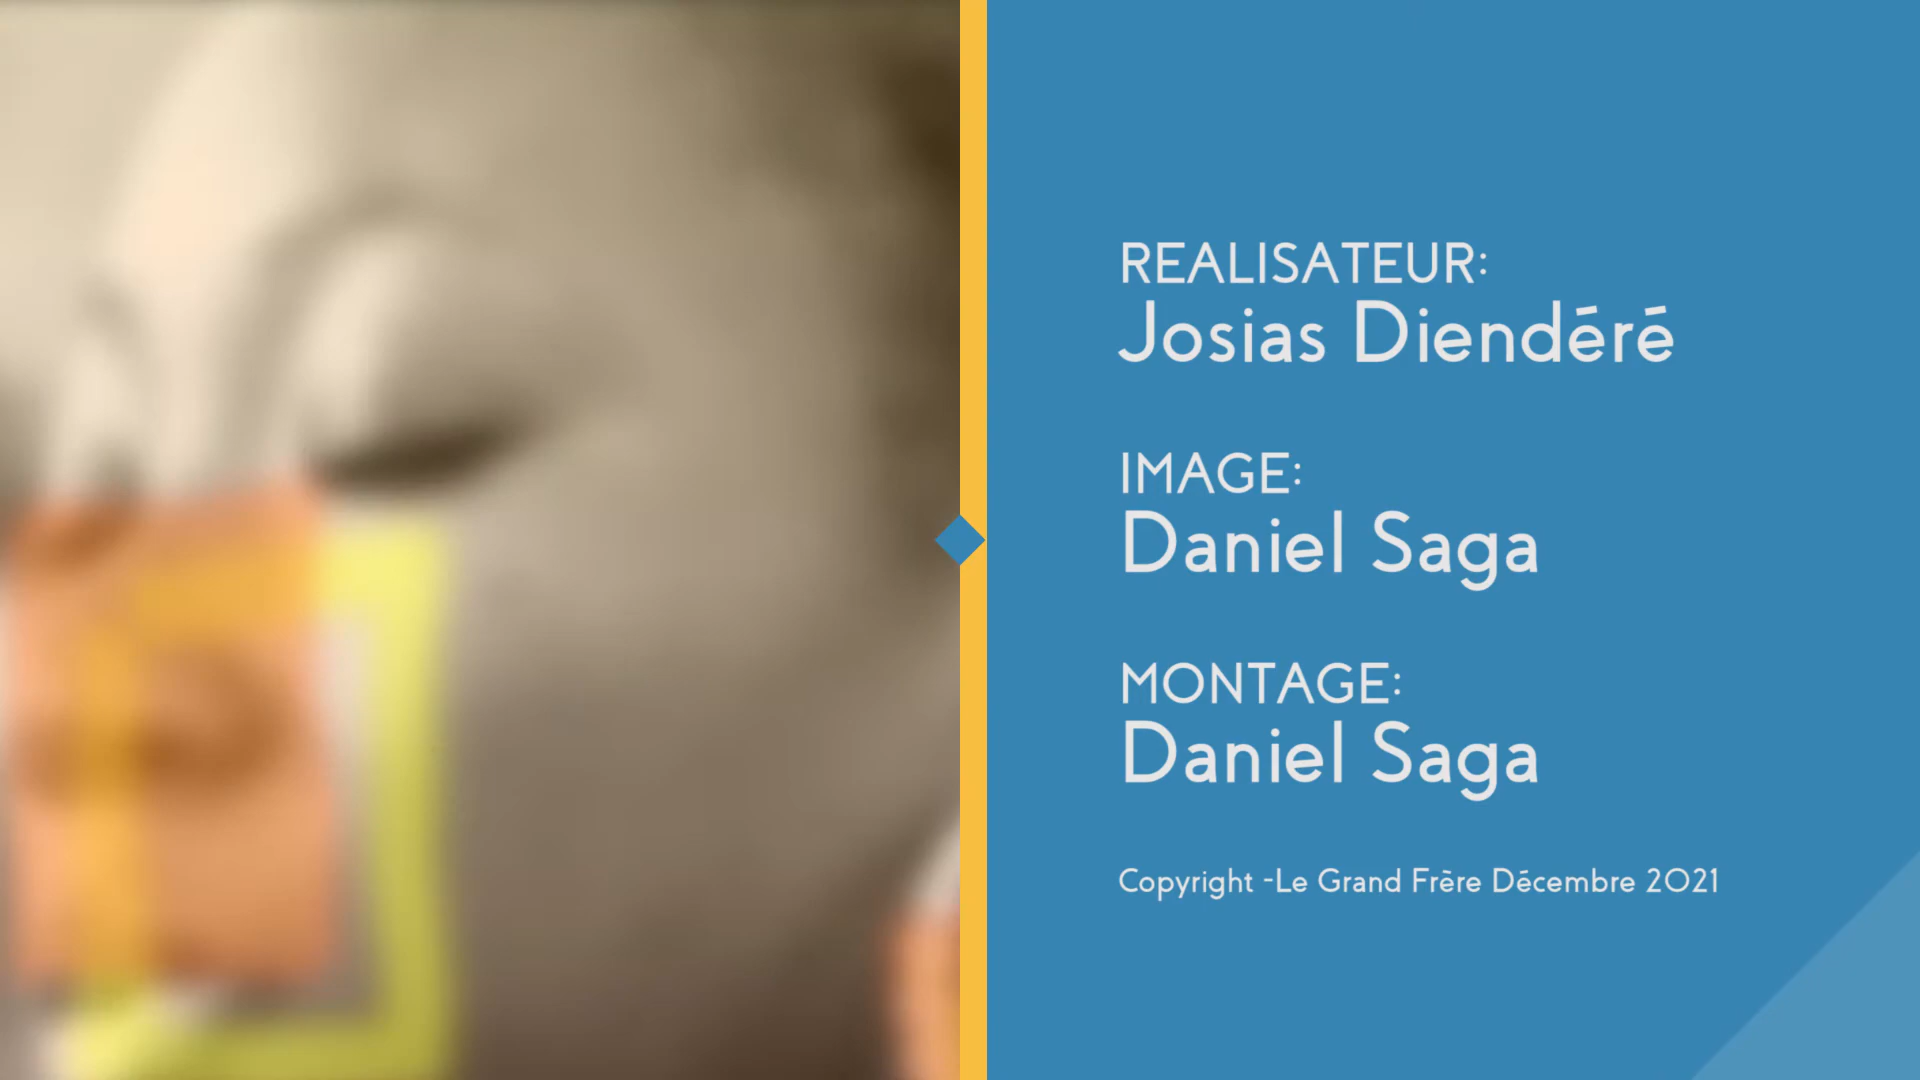 REALISATEUR:
Josias Diendéré
IMAGE:
Daniel Saga
MONTAGE:
Daniel Saga
Copyright -Le Grand Frère Décembre 2021